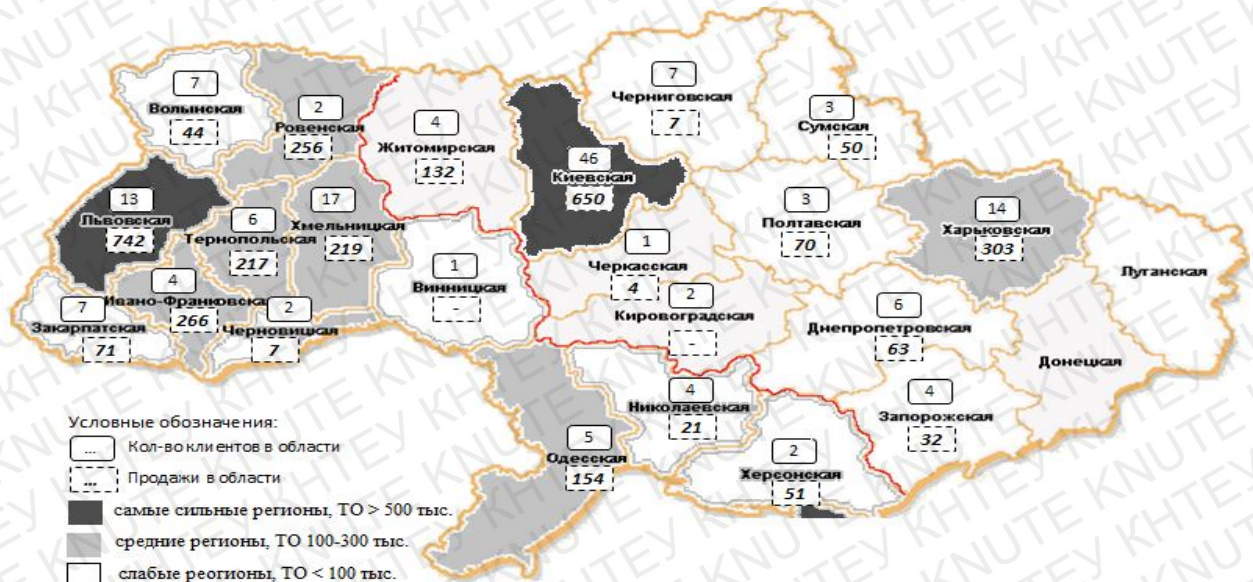 7
Волынская
44
2
Ровенская
256
4
Житомирская
132
46
Киевская
650
7
Черниговская
7
3
Сумская
50
13
Львовская
742
6
Тернопольская
217
17
Хмельницкая
219
1
Винницкая
-
1
Черкасская
4
3
Полтавская
70
14
Харьковская
303
Луганская
7
Закарпатская
71
4
Ивано-Франковская
266
2
Черновицкая
7
2
Кировоградская
-
6
Днепропетровская
63
Донецкая
5
Одесская
154
4
Николаевская
21
2
Херсонская
51
4
Запорожская
32
Условные обозначения:
... Кол-во клиентов в области
... Продажи в области
самые сильные регионы, ТО > 500 тыс.
средние регионы, ТО 100-300 тыс.
слабые реогионы, ТО < 100 тыс.
KNUTE КНТЕУ